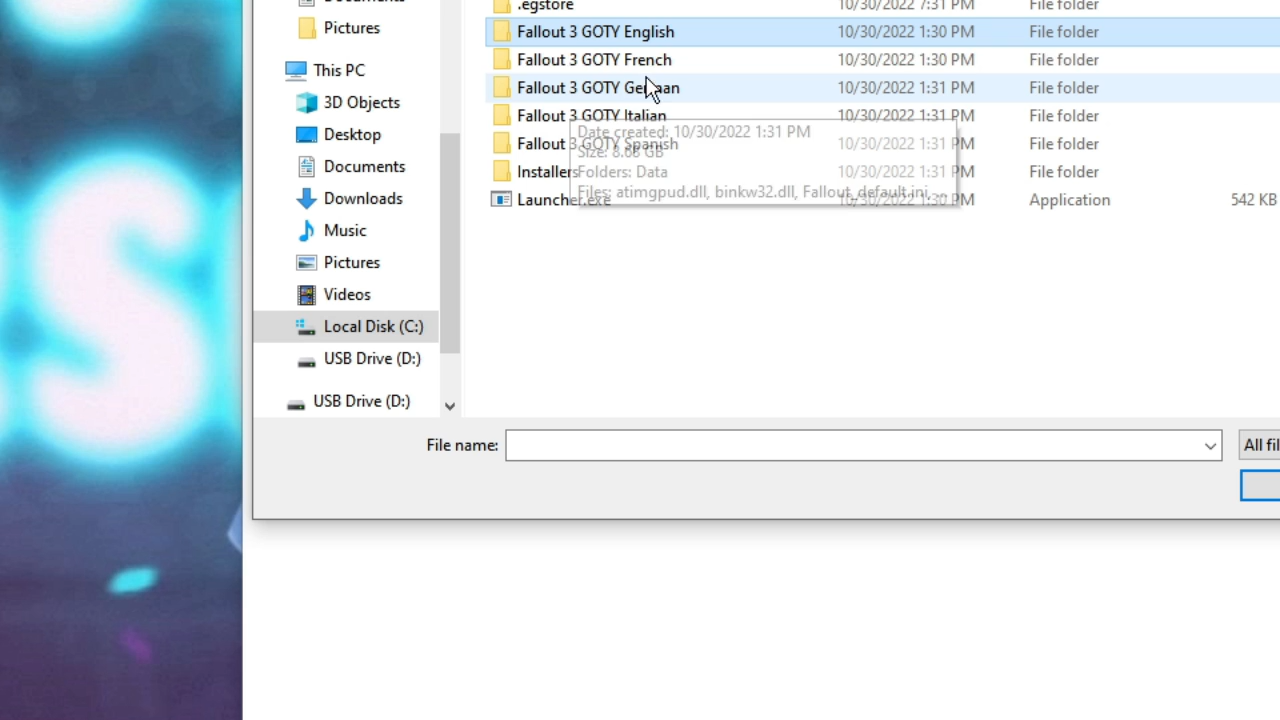 Documents
Pictures
This PC
3D Objects
Desktop
Documents
Downloads
Music
Pictures
Videos
Local Disk (C:)
USB Drive (D:)
USB Drive (D:)
.egstore 10/30/2022 7:31 PM File folder
Fallout 3 GOTY English 10/30/2022 1:30 PM File folder
Fallout 3 GOTY French 10/30/2022 1:30 PM File folder
Fallout 3 GOTY German 10/30/2022 1:31 PM File folder
Fallout 3 GOTY Italian 10/30/2022 1:31 PM File folder
Fallout 3 GOTY Spanish 10/30/2022 1:31 PM File folder
Installers 10/30/2022 1:31 PM File folder
Launcher.exe 10/30/2022 1:30 PM Application 542 KB
Date created: 10/30/2022 1:31 PM
Size: 8.68 GB
Folders: Data
Files: atimgpud.dll, binkw32.dll, Fallout_default.ini, ...
File name:
All fil
S